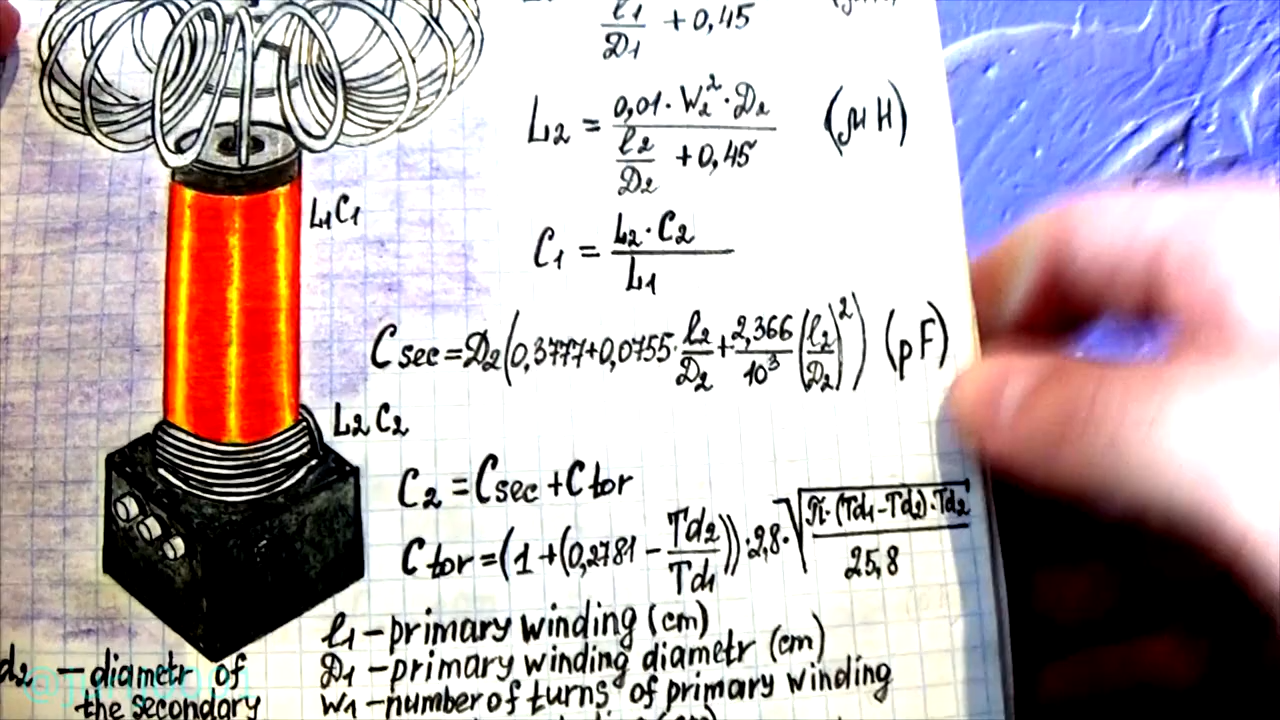 l1/D1 + 0,45
L2 = (0,01·W2²·D2)/(l2/D2 + 0,45) (μH)
L1C1
C1 = (L2·C2)/L1
Csec=D2(0,3777+0,0755·l2/D2+2,366/10³(l2/D2)²) (pF)
L2C2
C2 = Csec + Ctor
Ctor=(1+(0,2781 − Td2/Td1))·2,8·√(π·(Td1−Td2)·Td2/25,8)
l1 – primary winding (cm)
D1 – primary winding diametr (cm)
W1 – number of turns of primary winding
d2 – diametr of
the secondary